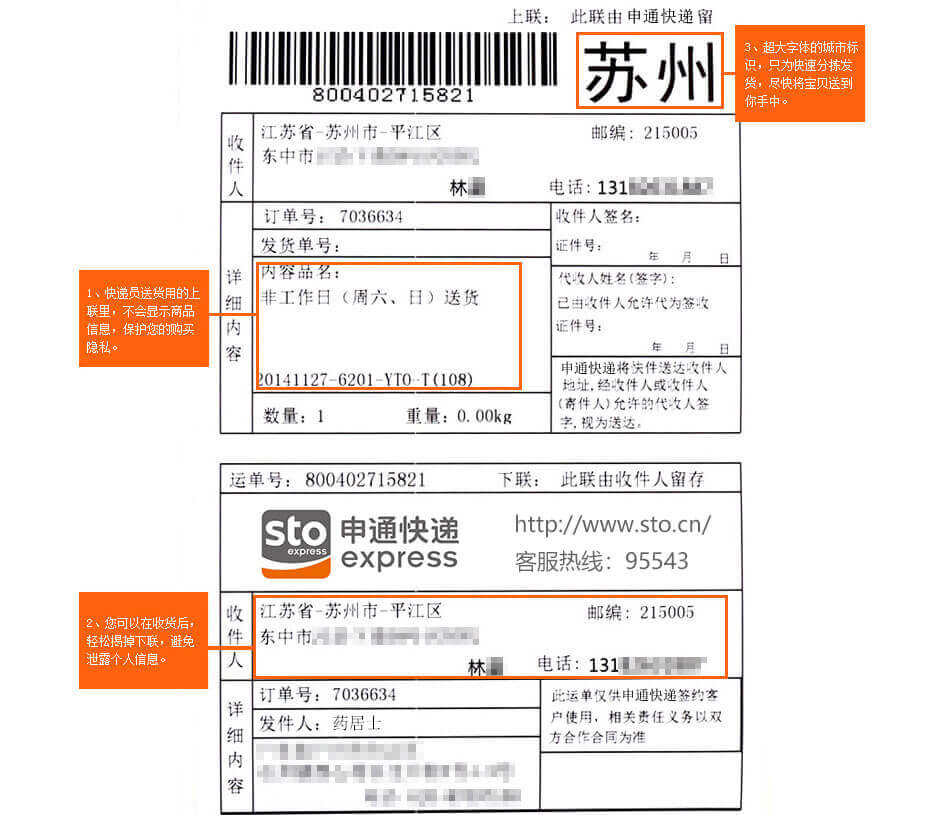 上联： 此联由申通快递留
800402715821
苏州
3、超大字体的城市标
识，只为快速分拣发
货，尽快将宝贝送到
你手中。
收件人
江苏省-苏州市-平江区
邮编：215005
东中市
林
电话：131
详细内容
订单号：7036634
发货单号：
内容品名：
非工作日（周六、日）送货
20141127-6201-YTO-T(108)
数量：1
重量：0.00kg
收件人签名：
证件号：
年 月 日
代收人姓名(签字)：
已由收件人允许代为签收
证件号：
年 月 日
申通快递将快件送达收件人
地址,经收件人或收件人
(寄件人)允许的代收人签
字,视为送达。
1、快递员送货用的上
联里，不会显示商品
信息，保护您的购买
隐私。
运单号：800402715821
下联： 此联由收件人留存
sto
express
申通快递
express
http://www.sto.cn/
客服热线：95543
收件人
江苏省-苏州市-平江区
邮编：215005
东中市
林
电话：131
2、您可以在收货后，
轻松揭掉下联，避免
泄露个人信息。
详细内容
订单号：7036634
发件人：药居士
此运单仅供申通快递签约客
户使用，相关责任义务以双
方合作合同为准